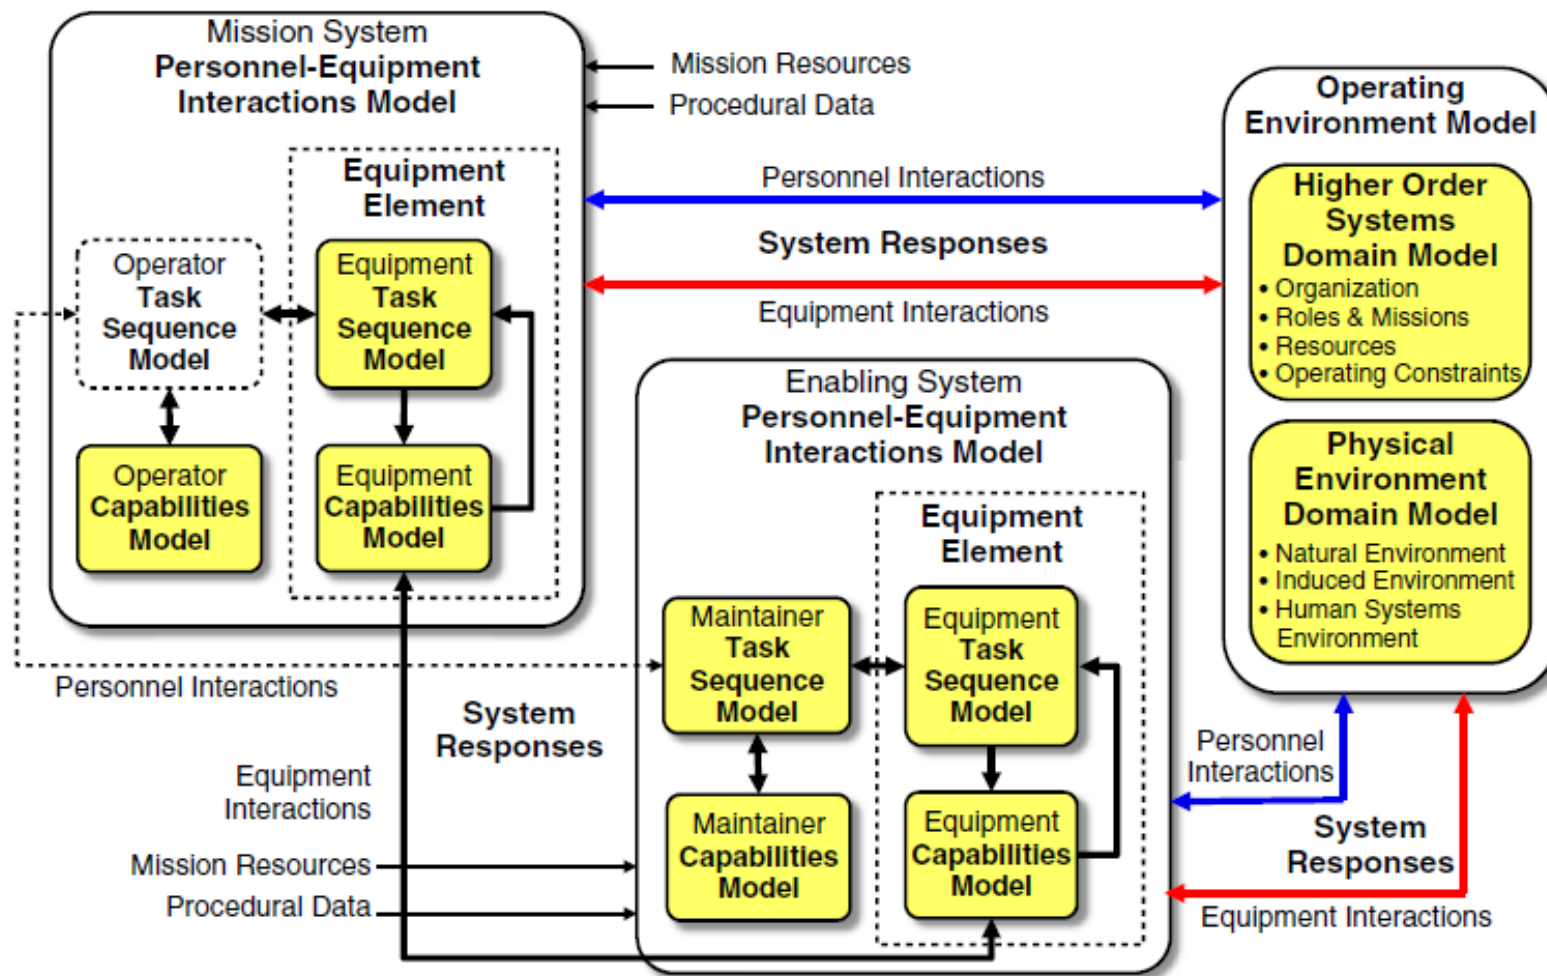 Mission System
Personnel-Equipment
Interactions Model
Mission Resources
Procedural Data
Equipment
Element
Operator
Task
Sequence
Model
Equipment
Task
Sequence
Model
Operator
Capabilities
Model
Equipment
Capabilities
Model
Personnel Interactions
System Responses
Equipment Interactions
Operating
Environment Model
Higher Order
Systems
Domain Model
• Organization
• Roles & Missions
• Resources
• Operating Constraints
Physical
Environment
Domain Model
• Natural Environment
• Induced Environment
• Human Systems
Environment
Enabling System
Personnel-Equipment
Interactions Model
Equipment
Element
Maintainer
Task
Sequence
Model
Equipment
Task
Sequence
Model
Maintainer
Capabilities
Model
Equipment
Capabilities
Model
Personnel Interactions
System
Responses
Equipment
Interactions
Mission Resources
Procedural Data
Personnel
Interactions
System
Responses
Equipment Interactions